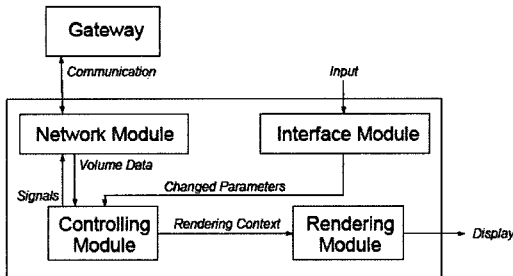 Gateway
Communication
Input
Network Module
Interface Module
Volume Data
Changed Parameters
Signals
Controlling
Module
Rendering Context
Rendering
Module
Display